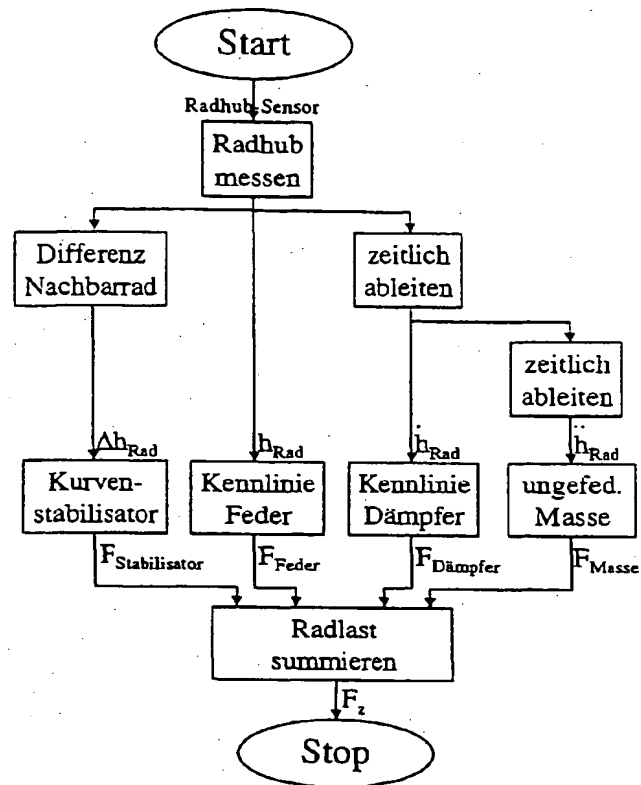 Start
Radhub-Sensor
Radhub
messen
Differenz
Nachbarrad
zeitlich
ableiten
zeitlich
ableiten
Δh_Rad
h_Rad
ḣ_Rad
ḧ_Rad
Kurven-
stabilisator
Kennlinie
Feder
Kennlinie
Dämpfer
ungefed.
Masse
F_Stabilisator
F_Feder
F_Dämpfer
F_Masse
Radlast
summieren
F_z
Stop